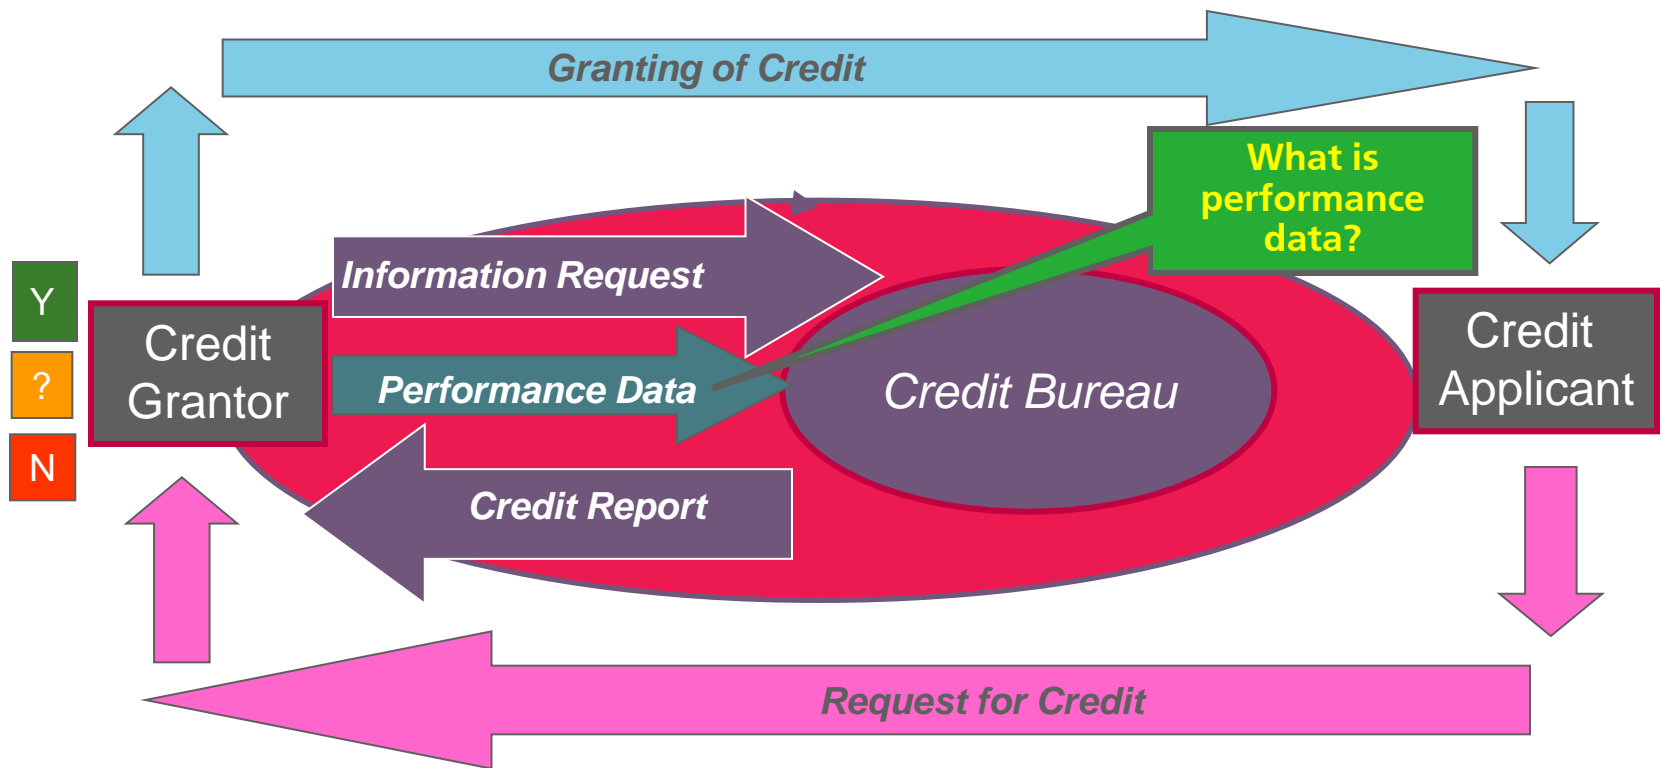 Granting of Credit
What is
performance
data?
Information Request
Y
?
N
Credit
Grantor
Performance Data
Credit Bureau
Credit
Applicant
Credit Report
Request for Credit